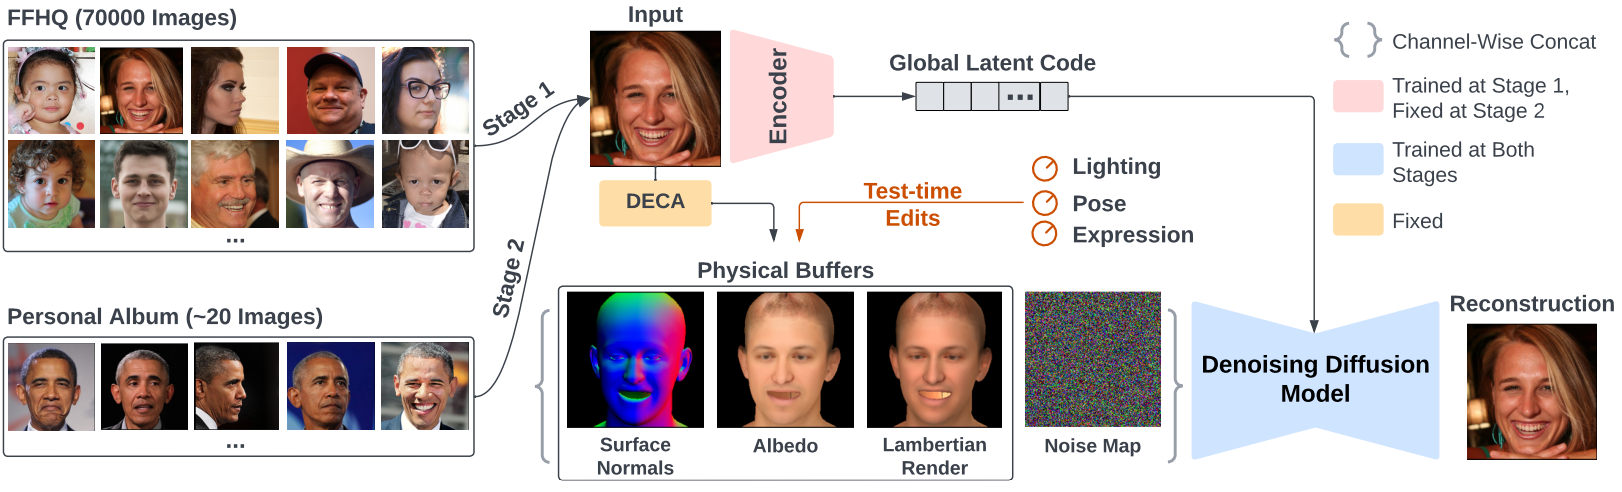 FFHQ (70000 Images)
...
Personal Album (~20 Images)
...
Stage 1
Stage 2
Input
Encoder
DECA
Global Latent Code
...
Test-time
Edits
Lighting
Pose
Expression
Physical Buffers
Surface
Normals
Albedo
Lambertian
Render
Noise Map
Denoising Diffusion
Model
Reconstruction
{ } Channel-Wise Concat
Trained at Stage 1,
Fixed at Stage 2
Trained at Both
Stages
Fixed